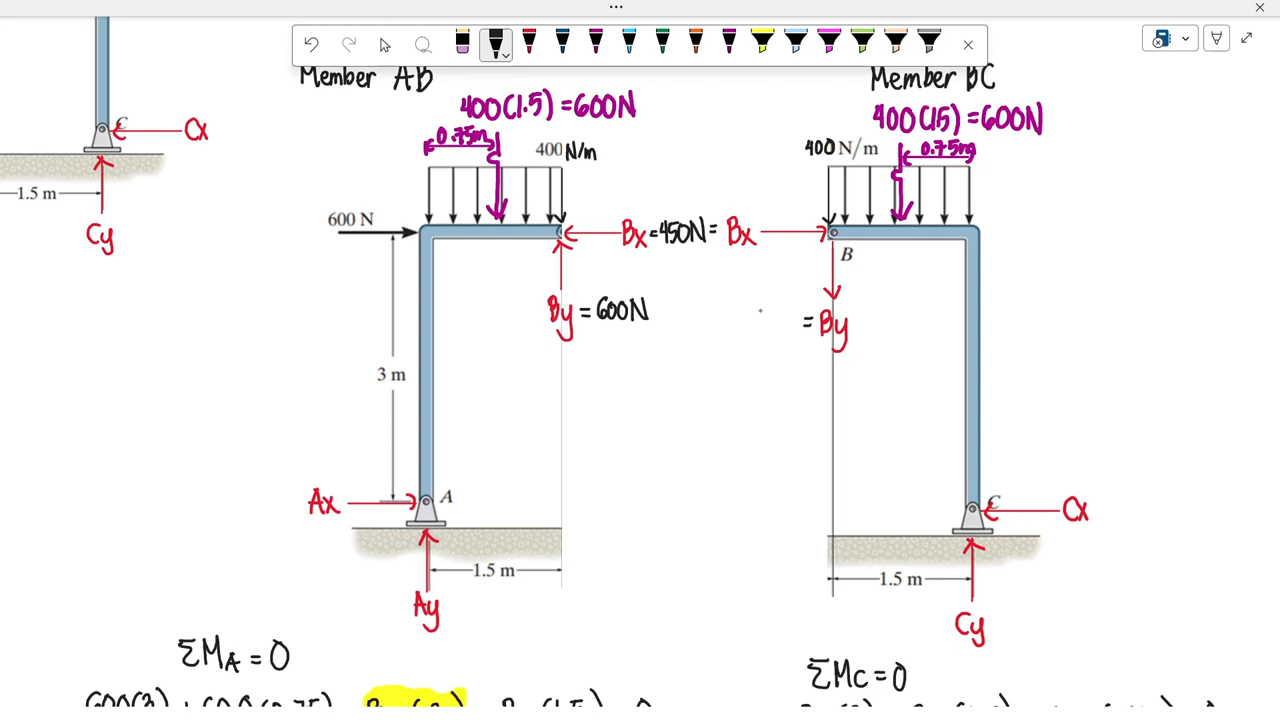 Member AB
Member BC
400(1.5) = 600N
400(1.5) = 600N
0.75m
400 N/m
400 N/m
0.75m
C
Cx
1.5 m
Cy
600 N
Bx = 450N = Bx
B
By = 600N
= By
3 m
Ax
A
C
Cx
1.5 m
1.5 m
Ay
Cy
ΣMA = 0
ΣMC = 0